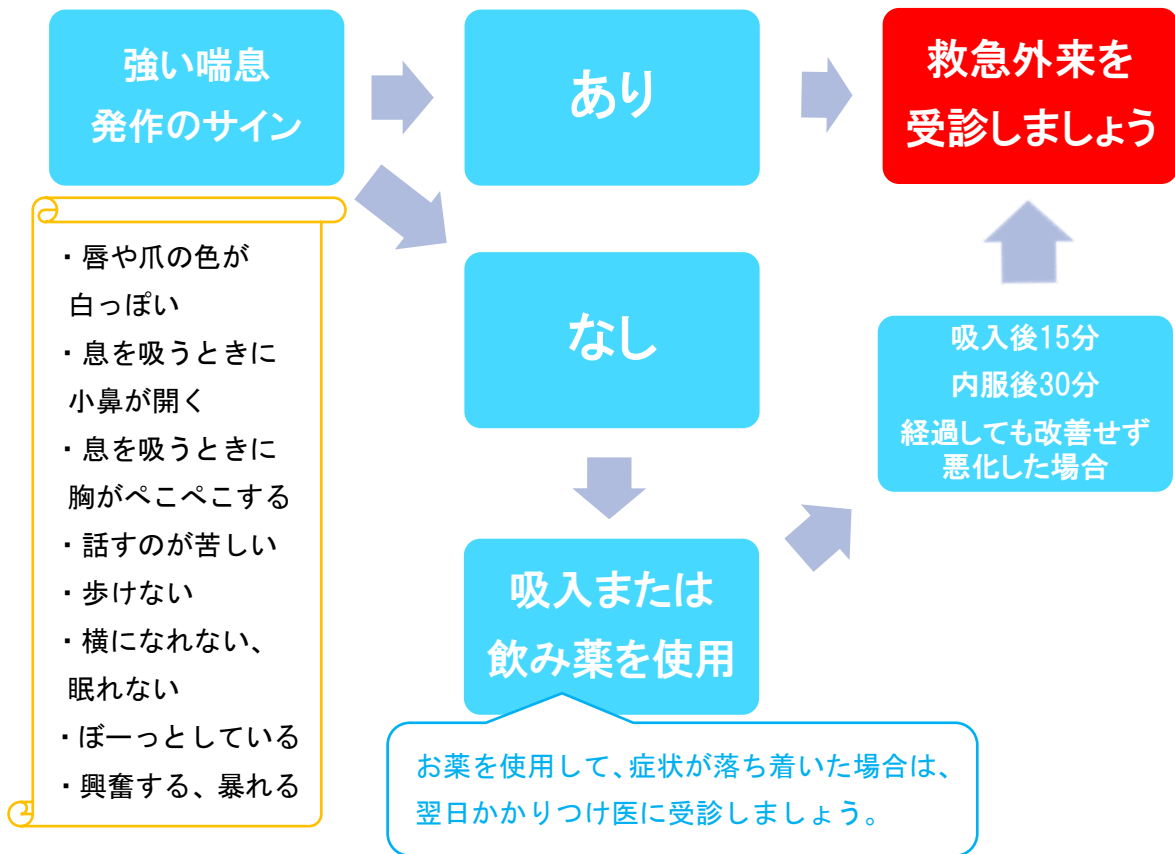 強い喘息
発作のサイン
あり
救急外来を
受診しましょう
・唇や爪の色が
白っぽい
・息を吸うときに
小鼻が開く
・息を吸うときに
胸がぺこぺこする
・話すのが苦しい
・歩けない
・横になれない、
眠れない
・ぼーっとしている
・興奮する、暴れる
なし
吸入または
飲み薬を使用
お薬を使用して、症状が落ち着いた場合は、
翌日かかりつけ医に受診しましょう。
吸入後15分
内服後30分
経過しても改善せず
悪化した場合